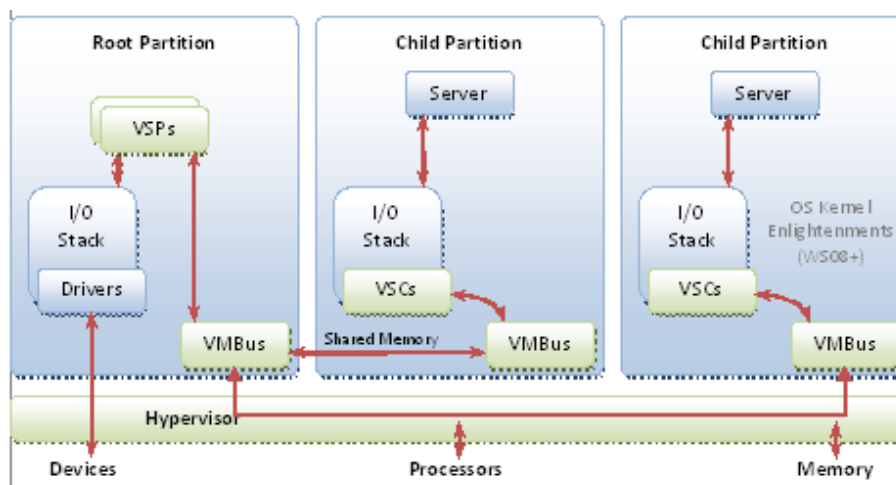 Root Partition
VSPs
I/O
Stack
Drivers
VMBus
Child Partition
Server
I/O
Stack
VSCs
Shared Memory
VMBus
Child Partition
Server
I/O
Stack
OS Kernel
Enlightenments
(WS08+)
VSCs
VMBus
Hypervisor
Devices
Processors
Memory